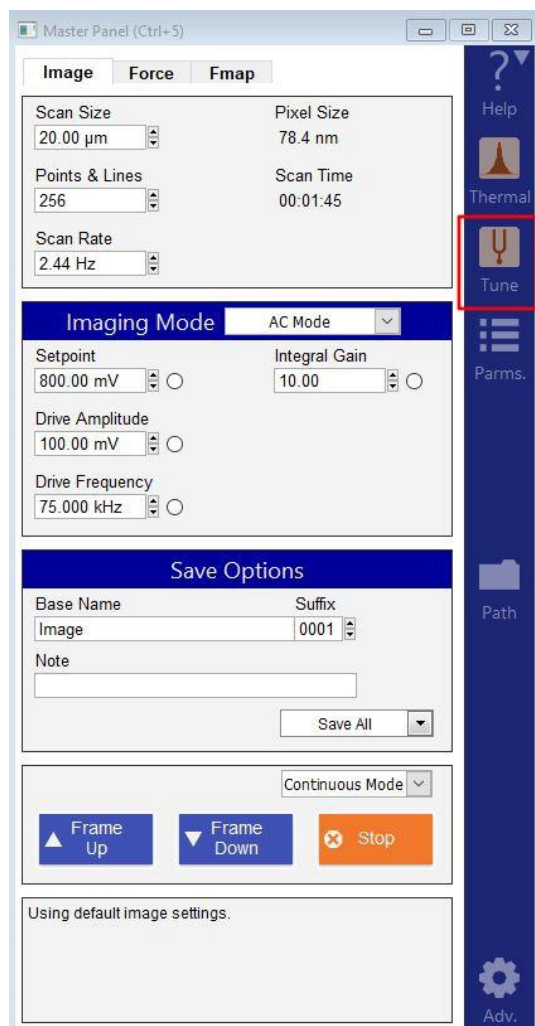 Master Panel (Ctrl+5)
Image Force Fmap
?
Help
Scan Size Pixel Size
20.00 µm 78.4 nm
Points & Lines Scan Time
256 00:01:45
Thermal
Scan Rate
2.44 Hz
Tune
Imaging Mode AC Mode
Setpoint Integral Gain
800.00 mV 10.00
Parms.
Drive Amplitude
100.00 mV
Drive Frequency
75.000 kHz
Save Options
Base Name Suffix
Image 0001
Path
Note
Save All
Continuous Mode
Frame Up
Frame Down
Stop
Using default image settings.
Adv.